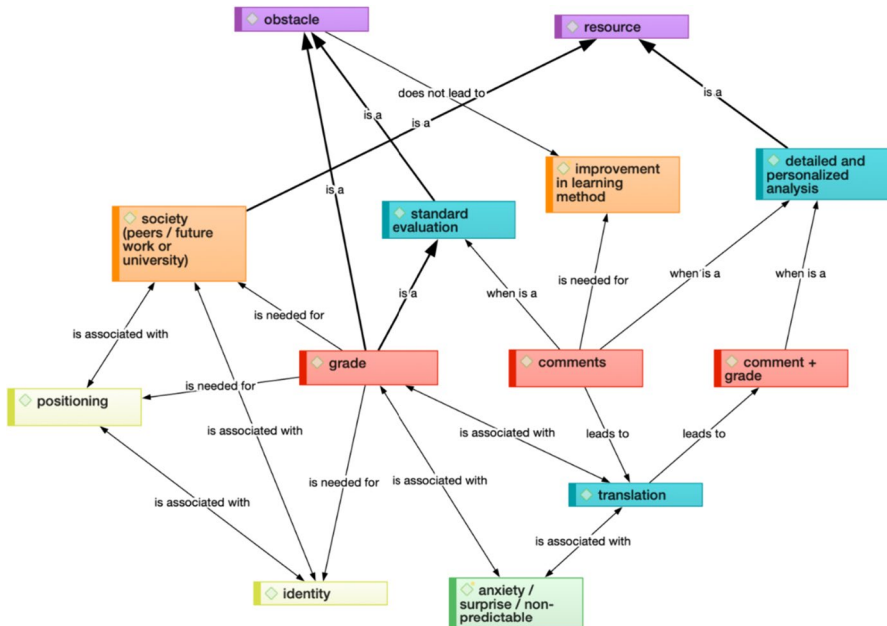 obstacle
resource
does not lead to
is a
is a
is a
is a
improvement
in learning
method
detailed and
personalized
analysis
society
(peers / future
work or
university)
standard
evaluation
is needed for
is a
when is a
is needed for
when is a
when is a
is associated with
grade
comments
comment +
grade
positioning
is needed for
is associated with
is associated with
leads to
leads to
is associated with
is needed for
is associated with
translation
is associated with
identity
anxiety /
surprise / non-
predictable